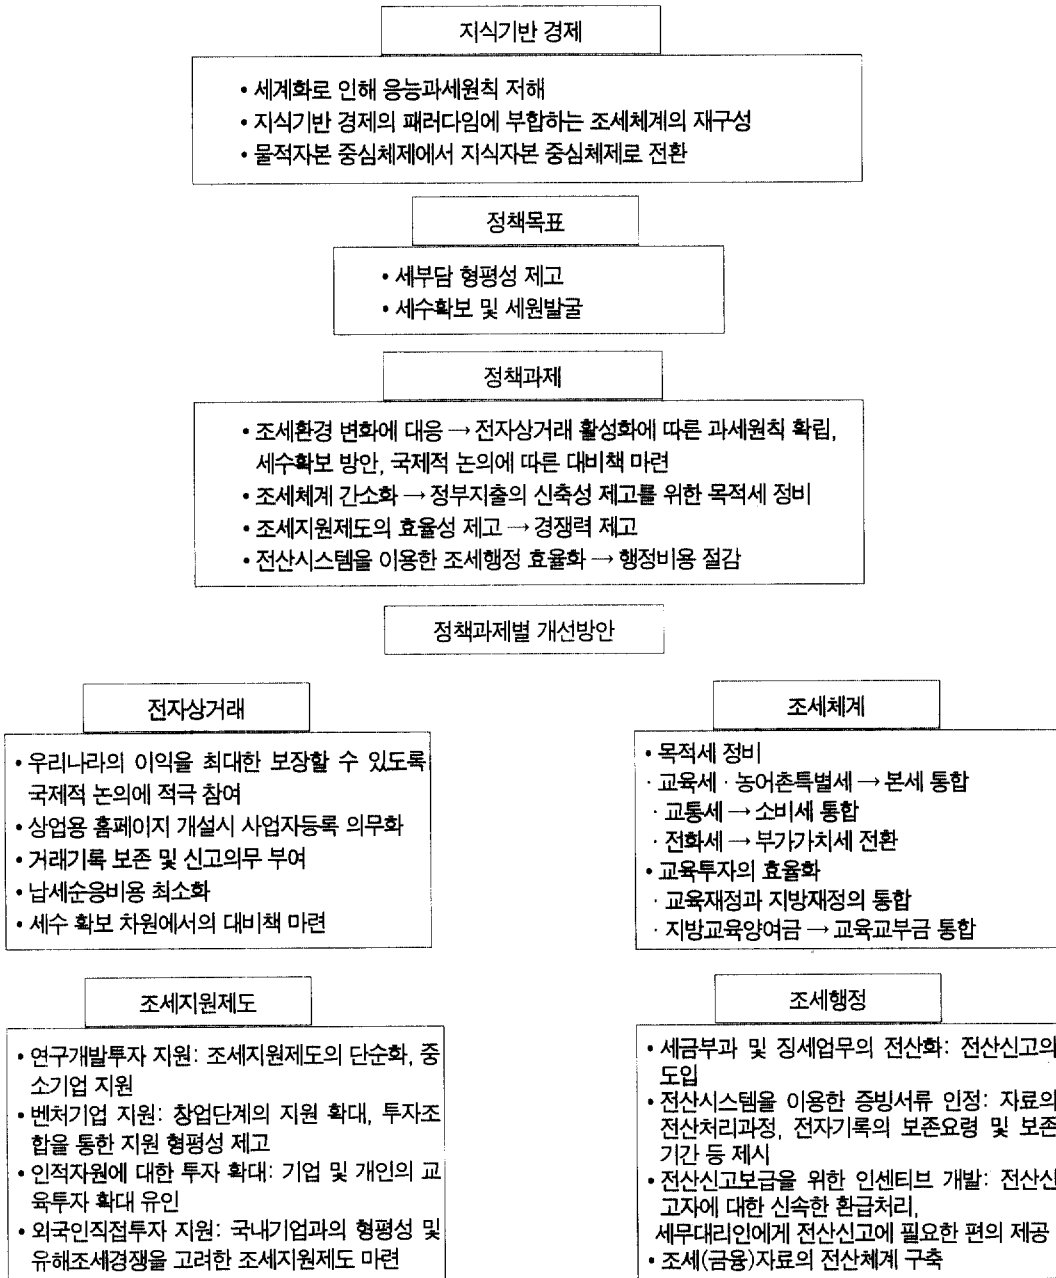 지식기반 경제
• 세계화로 인해 응능과세원칙 저해
• 지식기반 경제의 패러다임에 부합하는 조세체계의 재구성
• 물적자본 중심체제에서 지식자본 중심체제로 전환
정책목표
• 세부담 형평성 제고
• 세수확보 및 세원발굴
정책과제
• 조세환경 변화에 대응 → 전자상거래 활성화에 따른 과세원칙 확립,
세수확보 방안, 국제적 논의에 따른 대비책 마련
• 조세체계 간소화 → 정부지출의 신축성 제고를 위한 목적세 정비
• 조세지원제도의 효율성 제고 → 경쟁력 제고
• 전산시스템을 이용한 조세행정 효율화 → 행정비용 절감
정책과제별 개선방안
전자상거래
• 우리나라의 이익을 최대한 보장할 수 있도록
국제적 논의에 적극 참여
• 상업용 홈페이지 개설시 사업자등록 의무화
• 거래기록 보존 및 신고의무 부여
• 납세순응비용 최소화
• 세수 확보 차원에서의 대비책 마련
조세체계
• 목적세 정비
· 교육세 · 농어촌특별세 → 본세 통합
· 교통세 → 소비세 통합
· 전화세 → 부가가치세 전환
• 교육투자의 효율화
· 교육재정과 지방재정의 통합
· 지방교육양여금 → 교육교부금 통합
조세지원제도
• 연구개발투자 지원: 조세지원제도의 단순화, 중
소기업 지원
• 벤처기업 지원: 창업단계의 지원 확대, 투자조
합을 통한 지원 형평성 제고
• 인적자원에 대한 투자 확대: 기업 및 개인의 교
육투자 확대 유인
• 외국인직접투자 지원: 국내기업과의 형평성 및
유해조세경쟁을 고려한 조세지원제도 마련
조세행정
• 세금부과 및 징세업무의 전산화: 전산신고의
도입
• 전산시스템을 이용한 증빙서류 인정: 자료의
전산처리과정, 전자기록의 보존요령 및 보존
기간 등 제시
• 전산신고보급을 위한 인센티브 개발: 전산신
고자에 대한 신속한 환급처리,
세무대리인에게 전산신고에 필요한 편의 제공
• 조세(금융)자료의 전산체계 구축